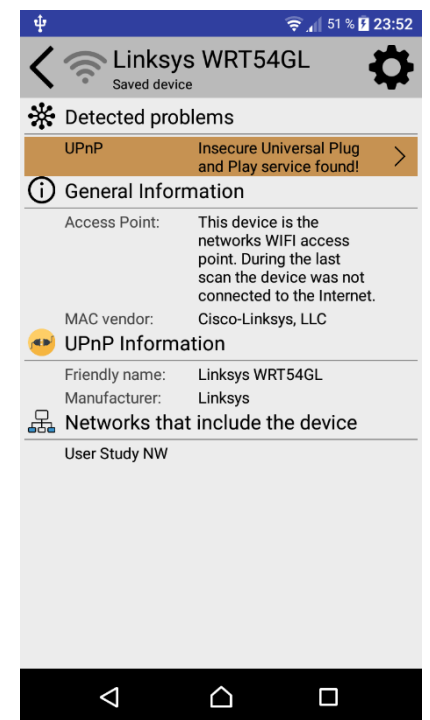 51 % 23:52
Linksys WRT54GL
Saved device
Detected problems
UPnP Insecure Universal Plug
and Play service found!
General Information
Access Point: This device is the
networks WIFI access
point. During the last
scan the device was not
connected to the Internet.
MAC vendor: Cisco-Linksys, LLC
UPnP Information
Friendly name: Linksys WRT54GL
Manufacturer: Linksys
Networks that include the device
User Study NW